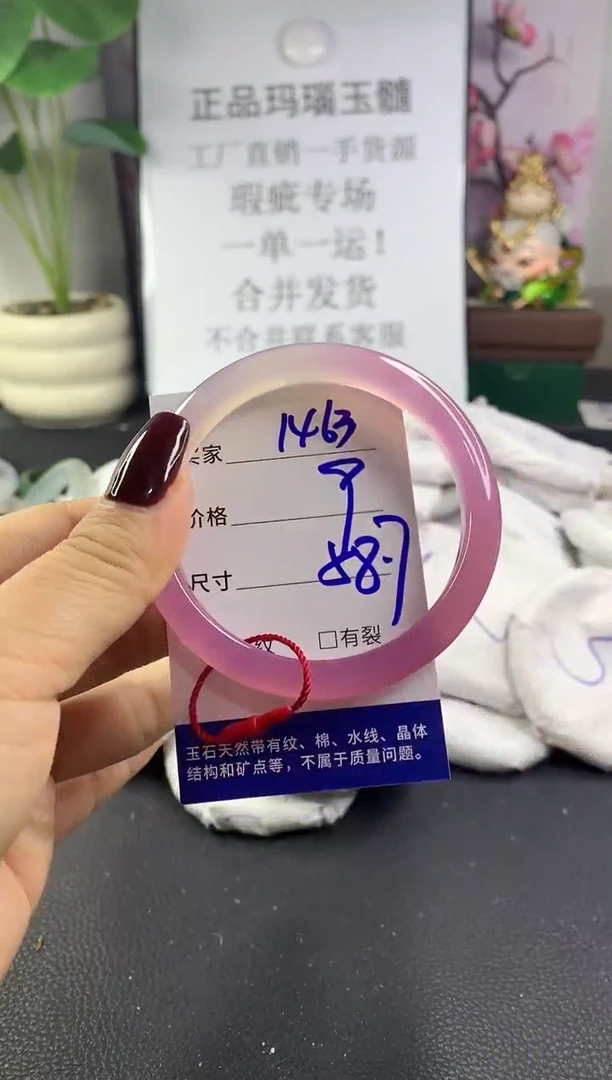 正品玛瑙玉髓
工厂直销一手货源
瑕疵专场
一单一运！
合并发货
不合并联系客服
家 1463
价格
尺寸 58.7
纹 □有裂
玉石天然带有纹、棉、水线、晶体
结构和矿点等，不属于质量问题。